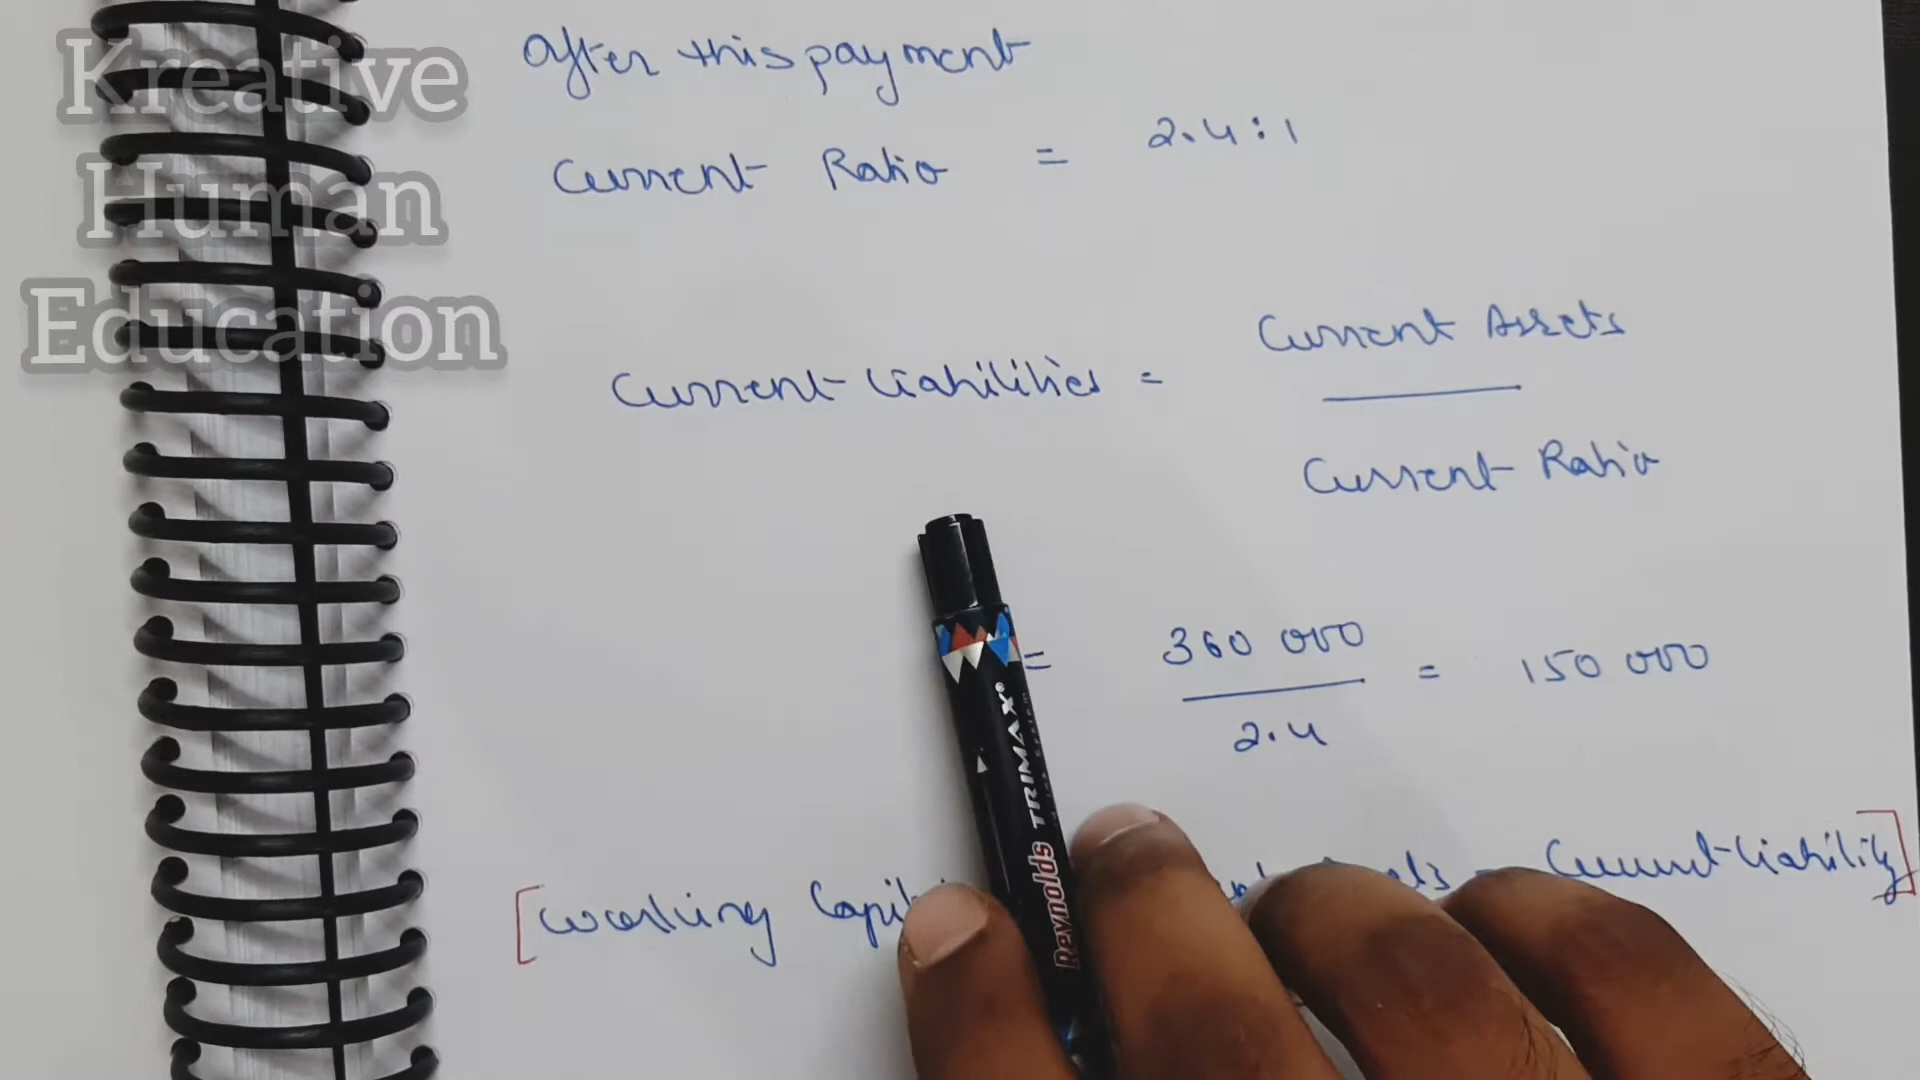 Kreative
Human
Education
After this payment
Current Ratio = 2.4:1
Current Liabilities = Current Assets
Current Ratio
= 360 000 = 150 000
2.4
[Working Capit - Current Liability]
Reynolds TRIMAX